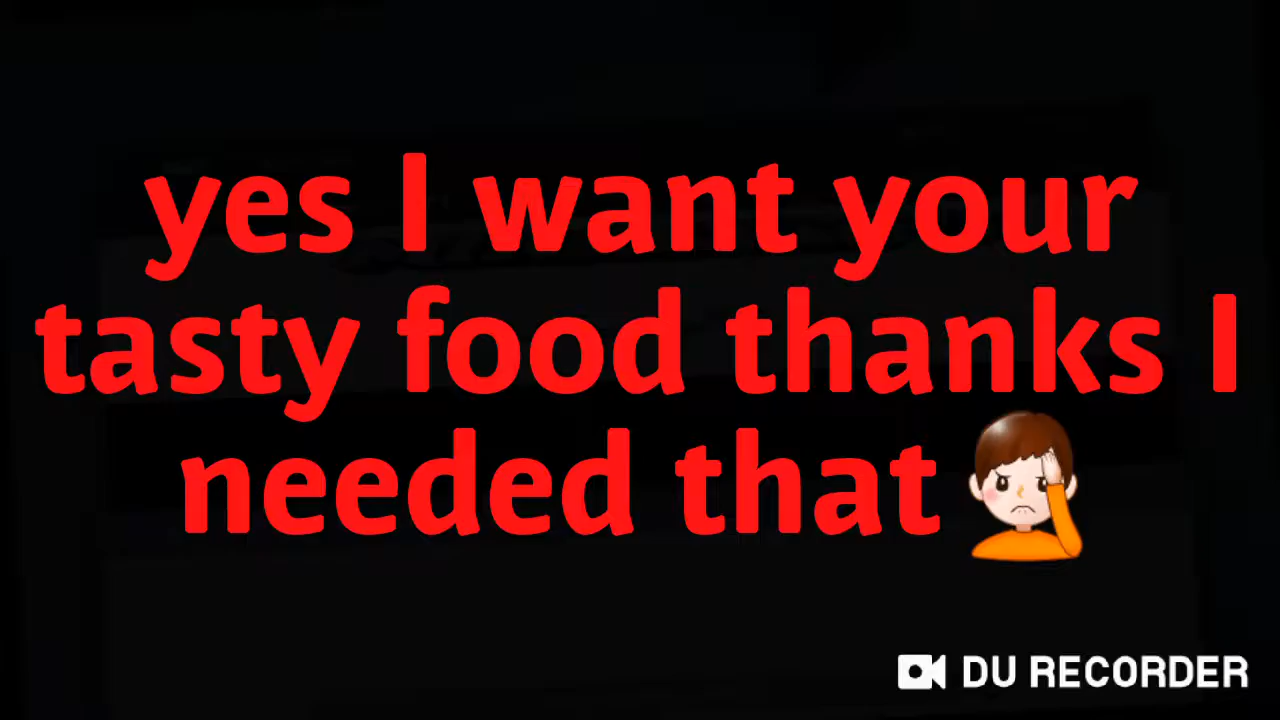 yes I want your
tasty food thanks I
needed that🤦
DU RECORDER